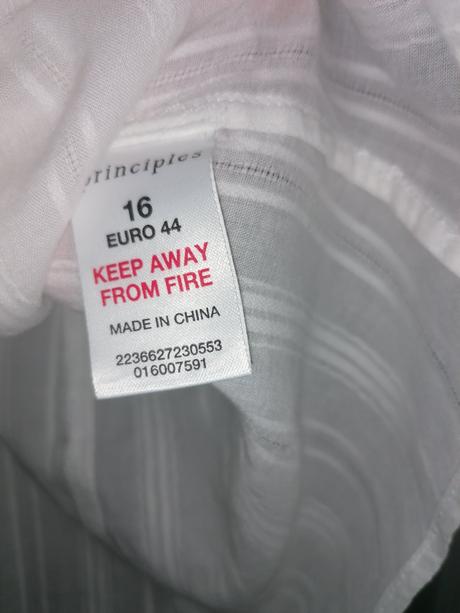 principles
16
EURO 44
KEEP AWAY
FROM FIRE
MADE IN CHINA
2236627230553
016007591